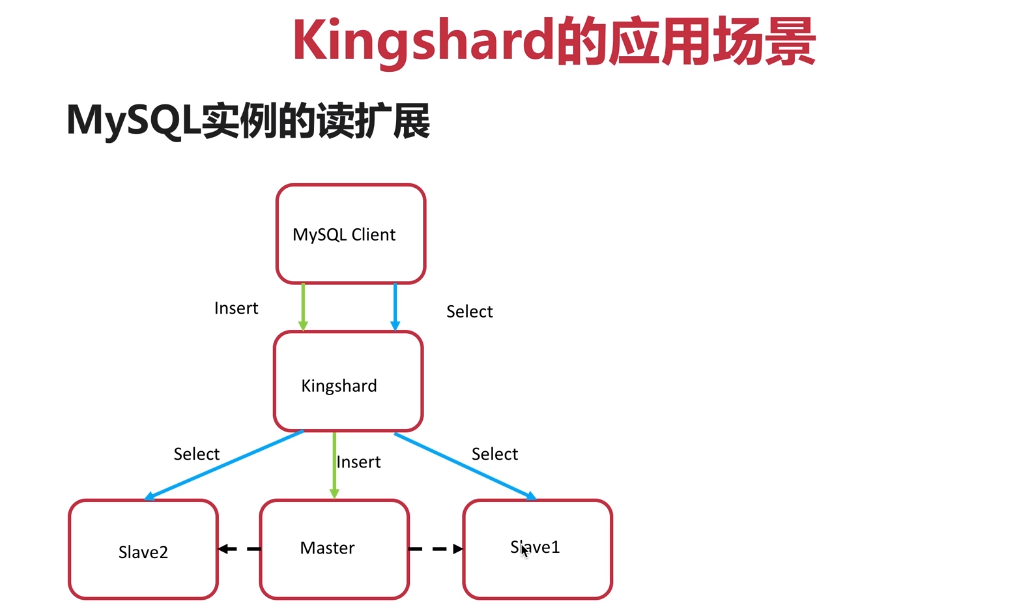 Kingshard的应用场景
MySQL实例的读扩展
MySQL Client
Insert
Select
Kingshard
Select
Insert
Select
Slave2
Master
Slave1